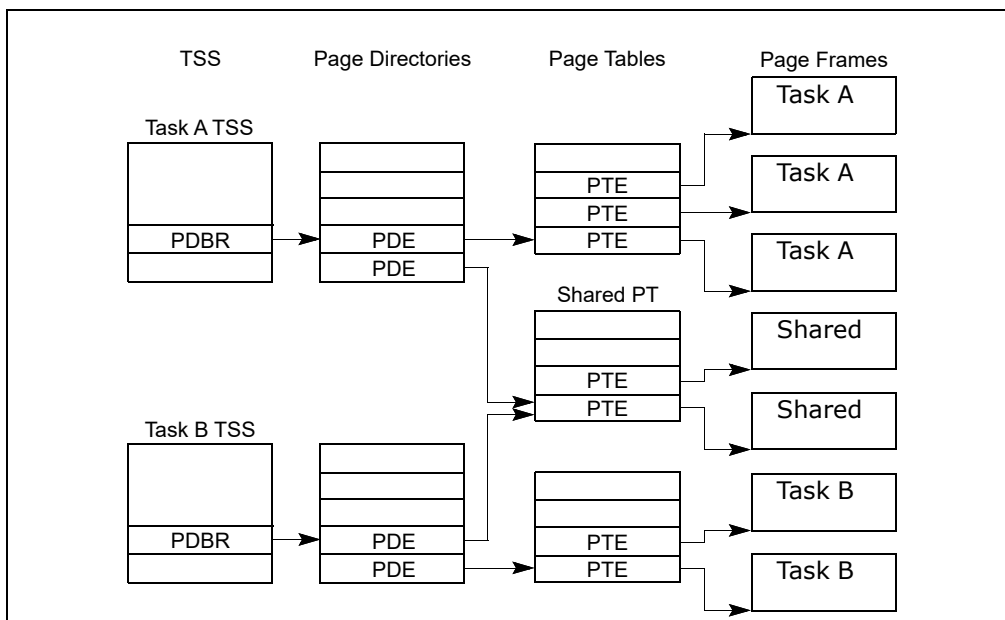 TSS
Page Directories
Page Tables
Page Frames
Task A
Task A TSS
PTE
Task A
PTE
PDBR
PDE
PTE
Task A
PDE
Shared PT
Shared
PTE
PTE
Shared
Task B TSS
Task B
PDBR
PDE
PTE
PDE
PTE
Task B